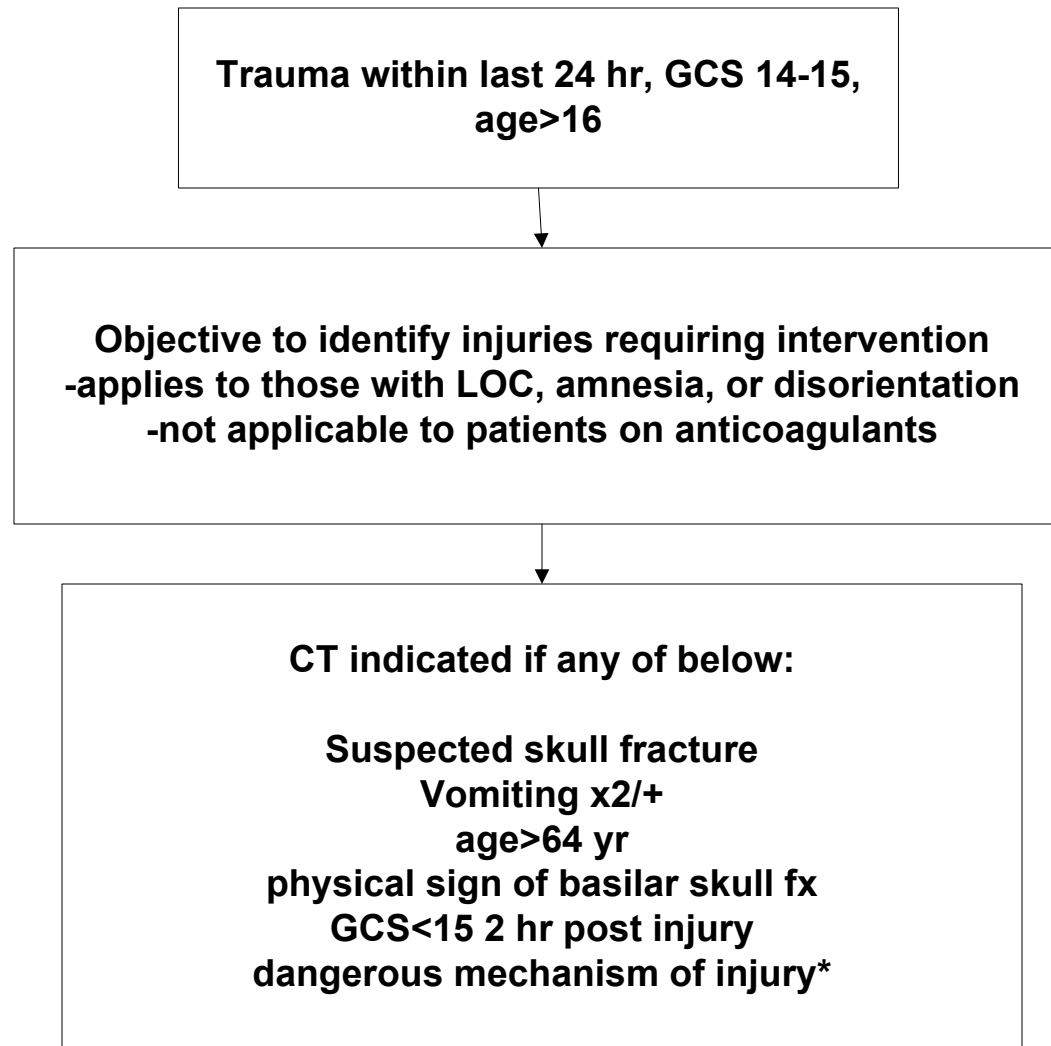 Trauma within last 24 hr, GCS 14-15,
age>16
Objective to identify injuries requiring intervention
-applies to those with LOC, amnesia, or disorientation
-not applicable to patients on anticoagulants
CT indicated if any of below:
Suspected skull fracture
Vomiting x2/+
age>64 yr
physical sign of basilar skull fx
GCS<15 2 hr post injury
dangerous mechanism of injury*